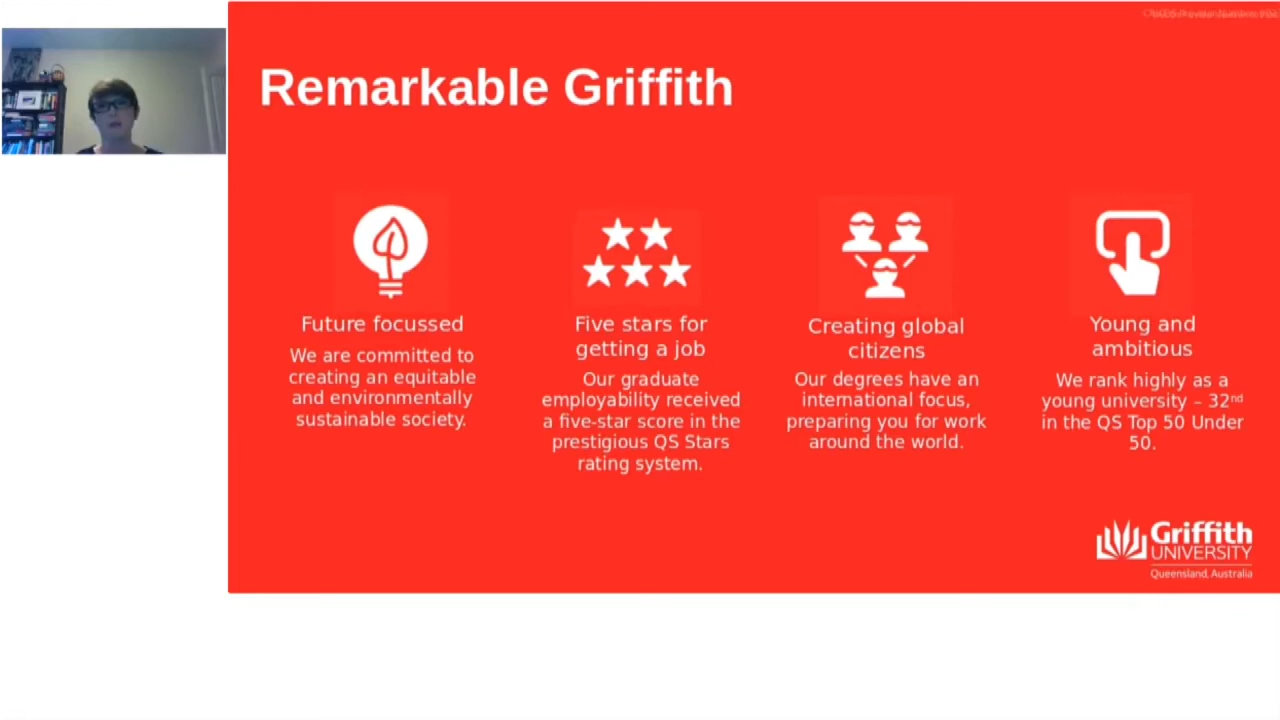 Remarkable Griffith
Future focussed
We are committed to
creating an equitable
and environmentally
sustainable society.
Five stars for
getting a job
Our graduate
employability received
a five-star score in the
prestigious QS Stars
rating system.
Creating global
citizens
Our degrees have an
international focus,
preparing you for work
around the world.
Young and
ambitious
We rank highly as a
young university – 32nd
in the QS Top 50 Under
50.
Griffith
UNIVERSITY
Queensland, Australia